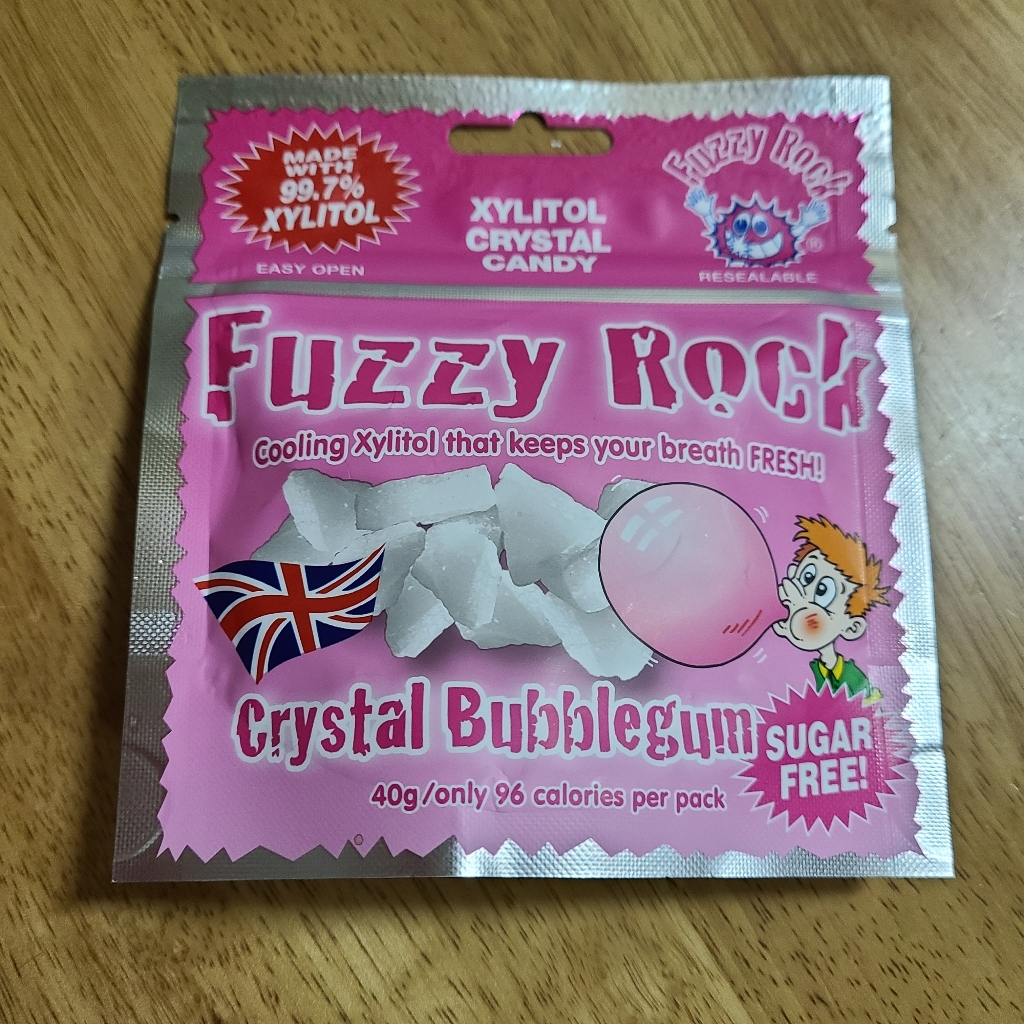 MADE
WITH
99.7%
XYLITOL
EASY OPEN
XYLITOL
CRYSTAL
CANDY
Fuzzy Rock
®
RESEALABLE
Fuzzy Rock
Cooling Xylitol that keeps your breath FRESH!
Crystal Bubblegum
SUGAR
FREE!
40g/only 96 calories per pack